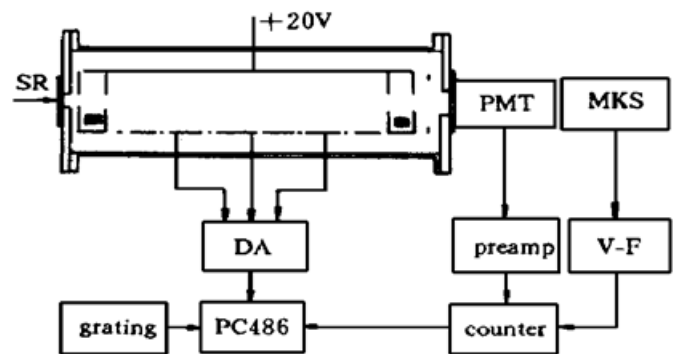 +20V
SR
PMT
MKS
DA
preamp
V-F
grating
PC486
counter